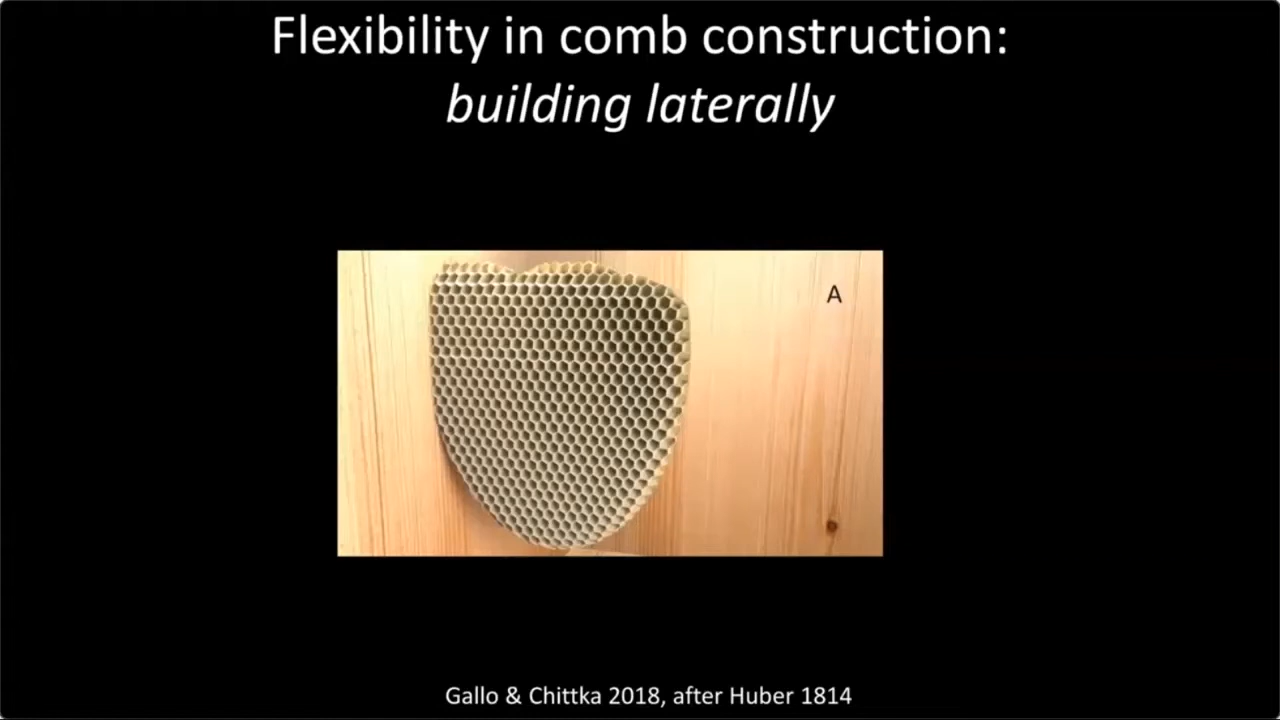 Flexibility in comb construction:
building laterally
A
Gallo & Chittka 2018, after Huber 1814